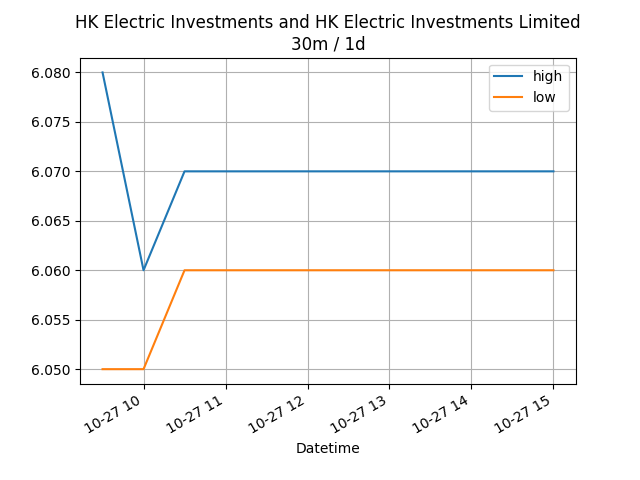 HK Electric Investments and HK Electric Investments Limited
30m / 1d
high
low
6.080
6.075
6.070
6.065
6.060
6.055
6.050
10-27 10
10-27 11
10-27 12
10-27 13
10-27 14
10-27 15
Datetime